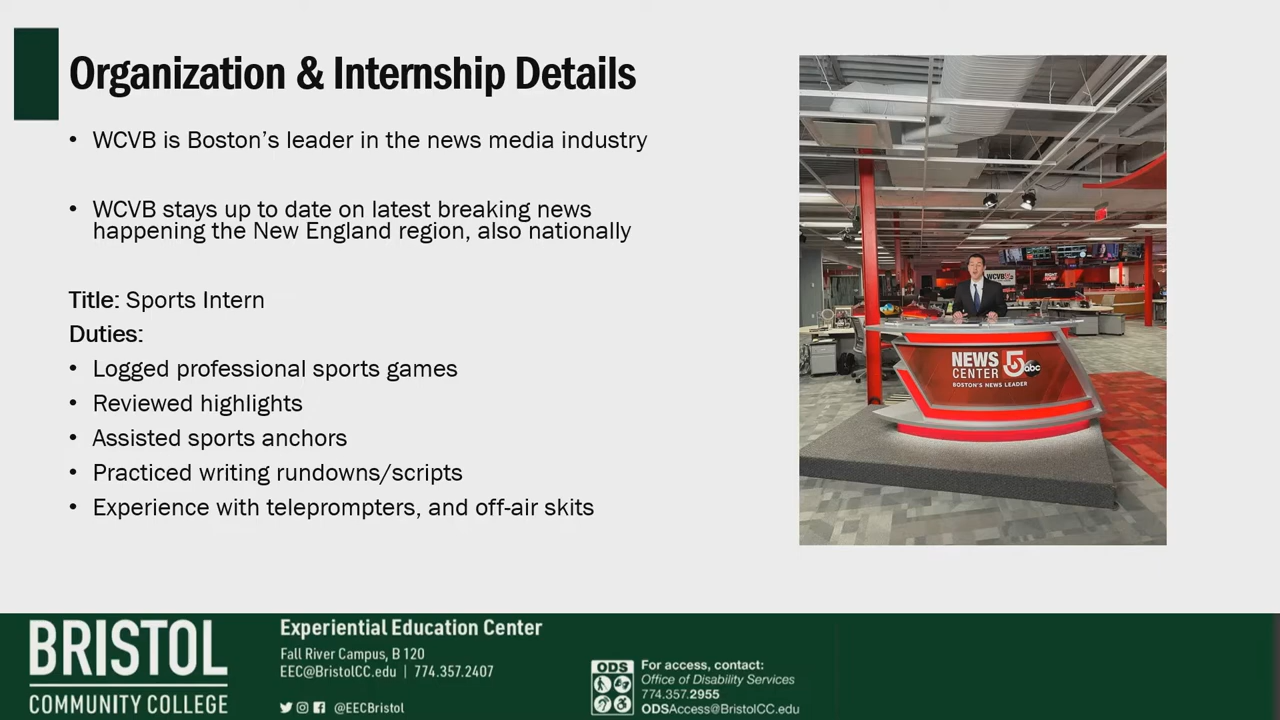 Organization & Internship Details
• WCVB is Boston's leader in the news media industry
• WCVB stays up to date on latest breaking news
happening the New England region, also nationally
Title: Sports Intern
Duties:
• Logged professional sports games
• Reviewed highlights
• Assisted sports anchors
• Practiced writing rundowns/scripts
• Experience with teleprompters, and off-air skits
WCVB
NEWS
CENTER 5 abc
BOSTON'S NEWS LEADER
BRISTOL
COMMUNITY COLLEGE
Experiential Education Center
Fall River Campus, B 120
EEC@BristolCC.edu | 774.357.2407
@EECBristol
ODS
For access, contact:
Office of Disability Services
774.357.2955
ODSAccess@BristolCC.edu